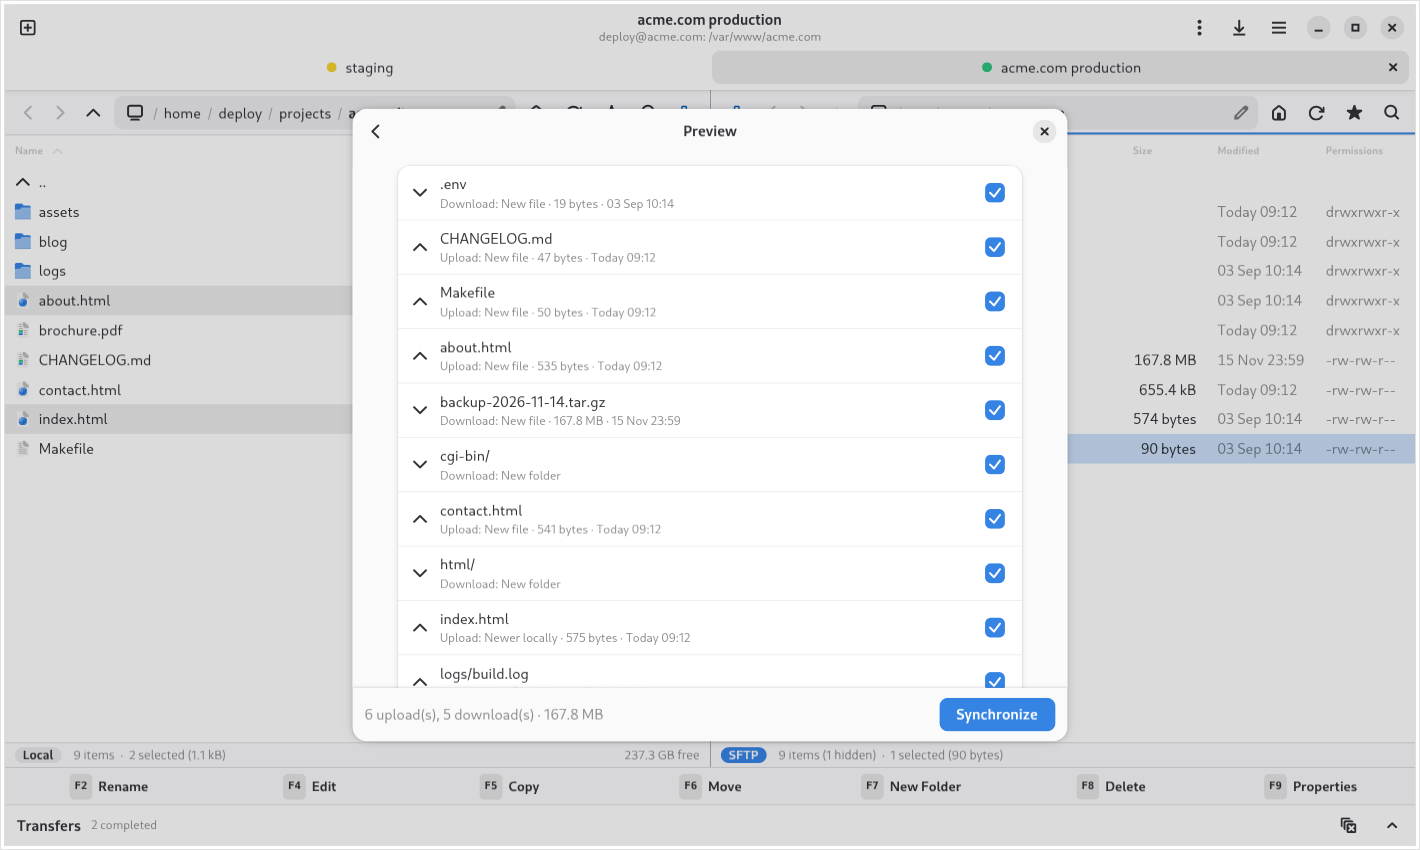 acme.com production
deploy@acme.com: /var/www/acme.com
staging
acme.com production
/ home / deploy / projects /
Preview
Name
Size Modified Permissions
..
assets
blog
logs
about.html
brochure.pdf
CHANGELOG.md
contact.html
index.html
Makefile
.env
Download: New file · 19 bytes · 03 Sep 10:14
CHANGELOG.md
Upload: New file · 47 bytes · Today 09:12
Makefile
Upload: New file · 50 bytes · Today 09:12
about.html
Upload: New file · 535 bytes · Today 09:12
backup-2026-11-14.tar.gz
Download: New file · 167.8 MB · 15 Nov 23:59
cgi-bin/
Download: New folder
contact.html
Upload: New file · 541 bytes · Today 09:12
html/
Download: New folder
index.html
Upload: Newer locally · 575 bytes · Today 09:12
logs/build.log
6 upload(s), 5 download(s) · 167.8 MB
Synchronize
Today 09:12 drwxrwxr-x
Today 09:12 drwxrwxr-x
03 Sep 10:14 drwxrwxr-x
03 Sep 10:14 drwxrwxr-x
Today 09:12 drwxrwxr-x
167.8 MB 15 Nov 23:59 -rw-rw-r--
655.4 kB Today 09:12 -rw-rw-r--
574 bytes 03 Sep 10:14 -rw-rw-r--
90 bytes 03 Sep 10:14 -rw-rw-r--
Local 9 items · 2 selected (1.1 kB) 237.3 GB free
SFTP 9 items (1 hidden) · 1 selected (90 bytes)
F2 Rename F4 Edit F5 Copy F6 Move F7 New Folder F8 Delete F9 Properties
Transfers 2 completed